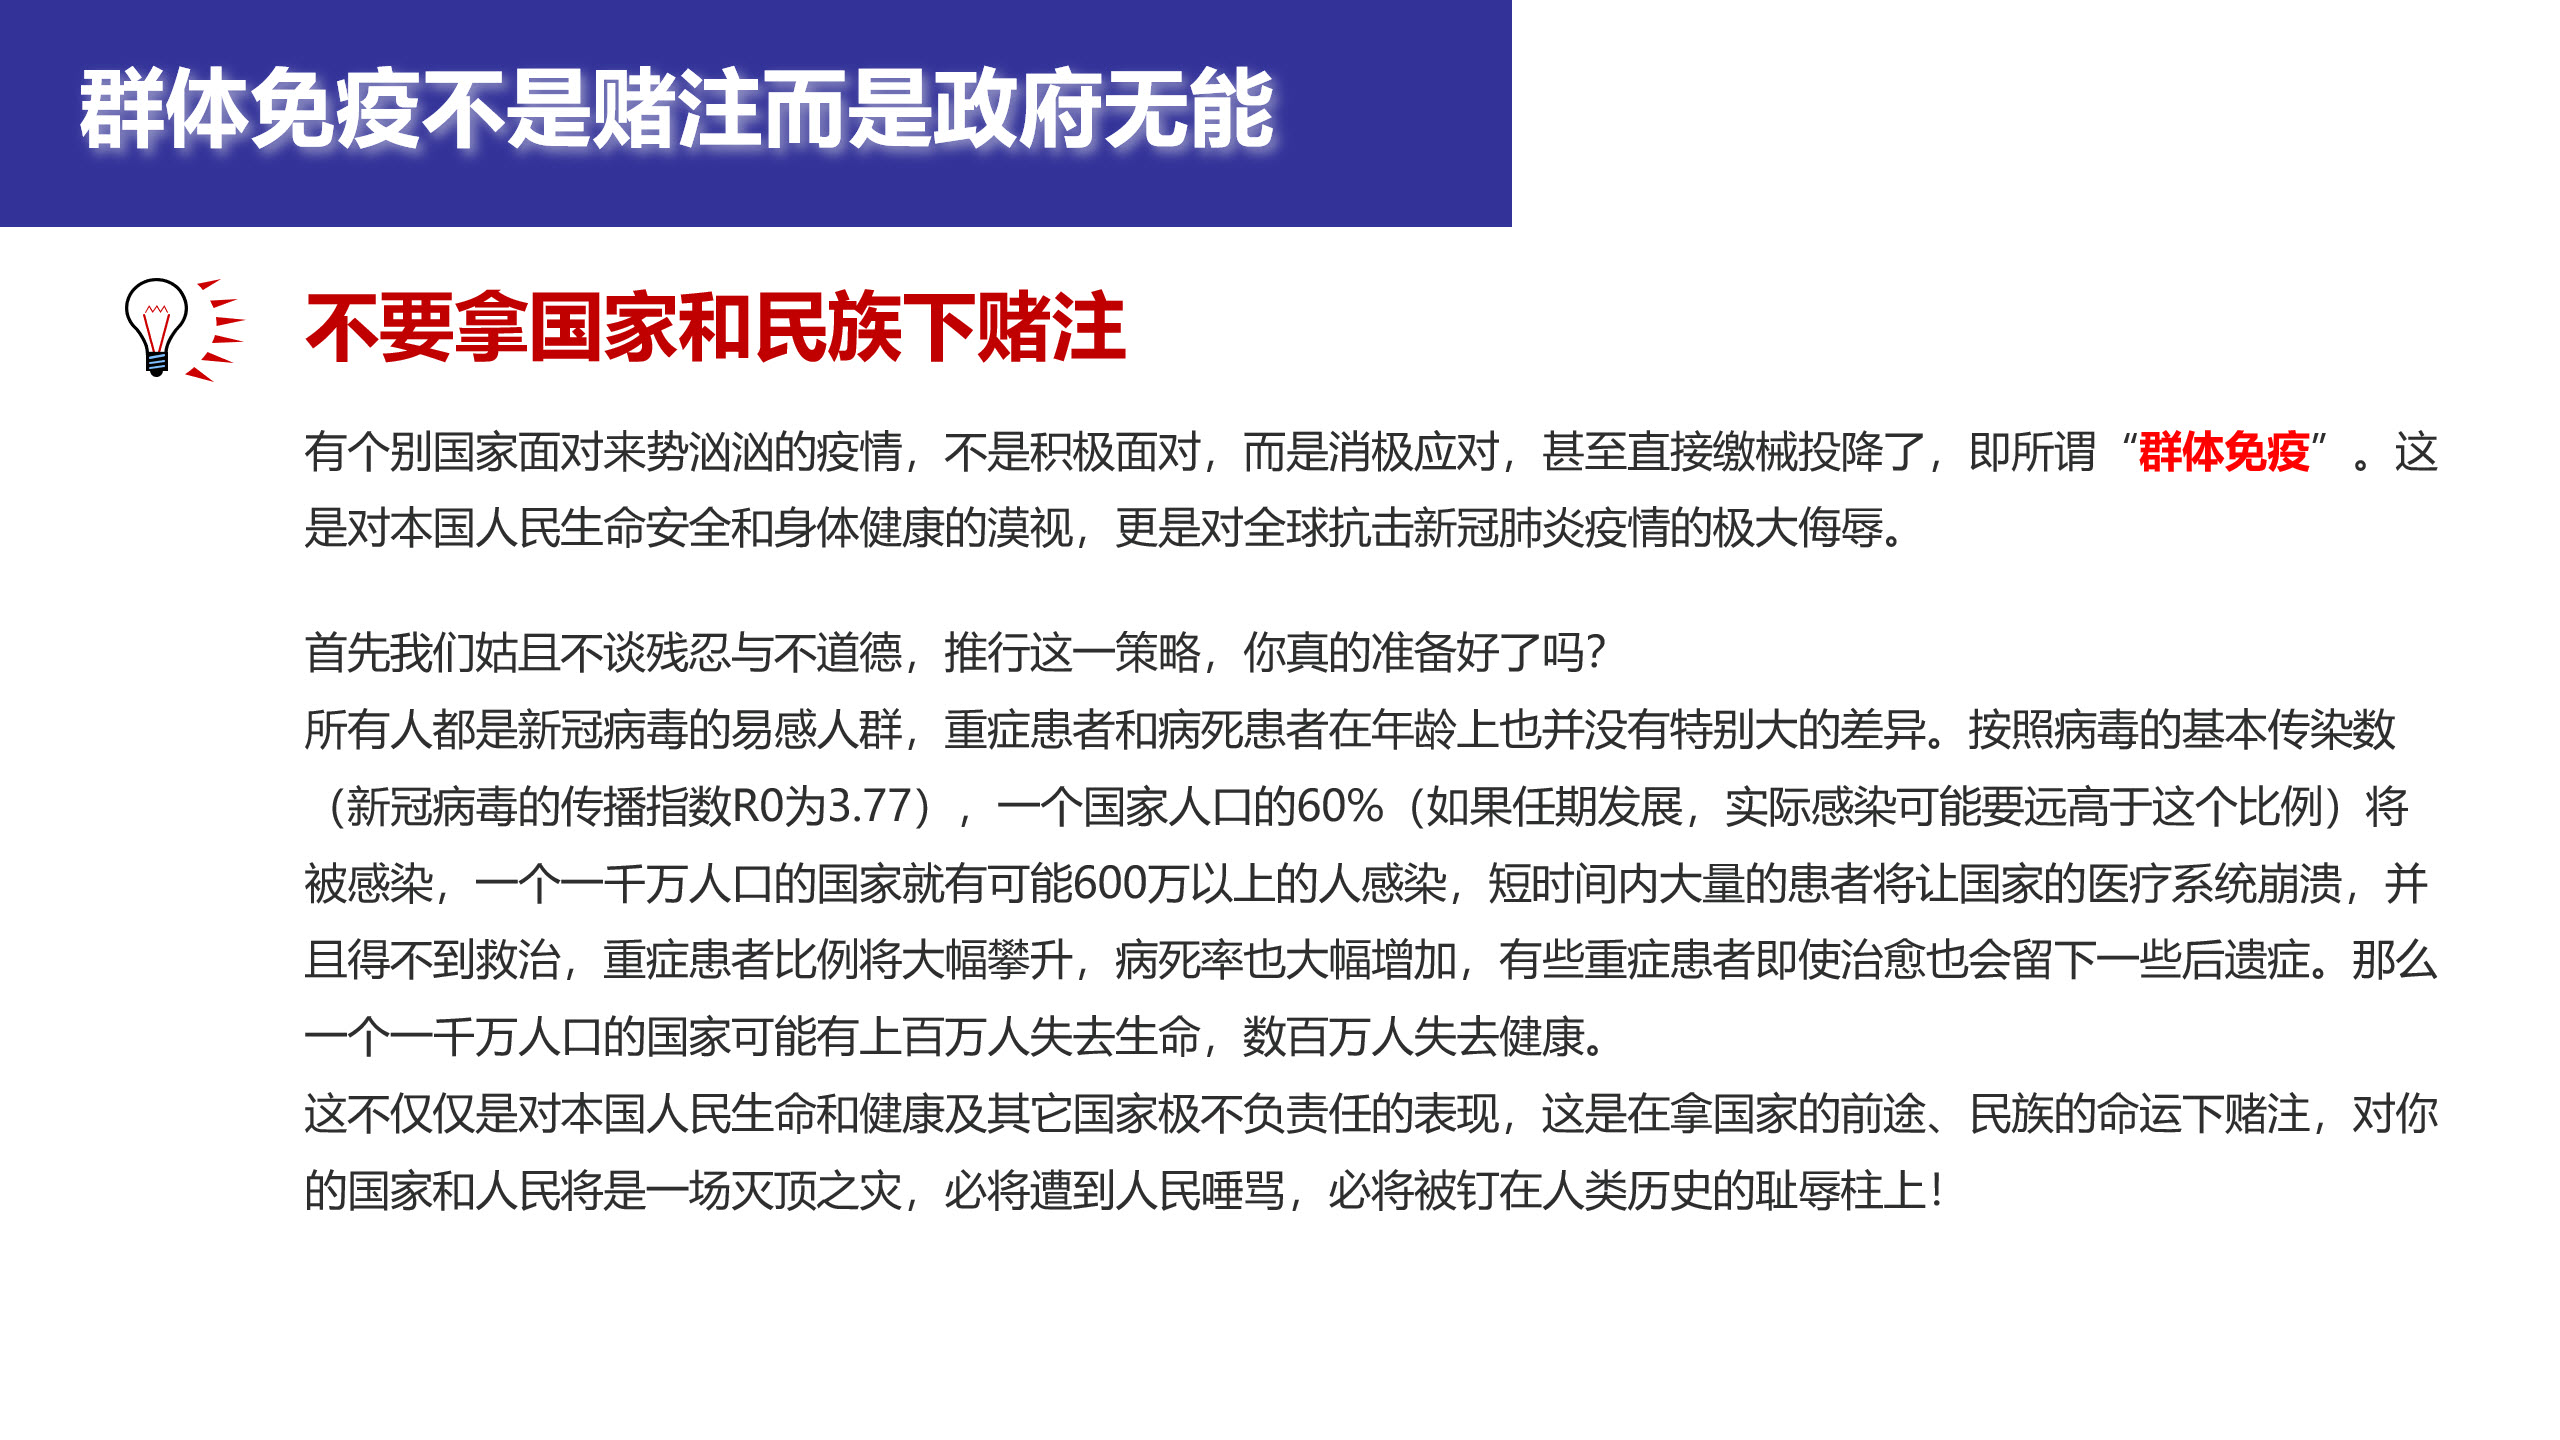 群体免疫不是赌注而是政府无能
不要拿国家和民族下赌注
有个别国家面对来势汹汹的疫情，不是积极面对，而是消极应对，甚至直接缴械投降了，即所谓“群体免疫”。这
是对本国人民生命安全和身体健康的漠视，更是对全球抗击新冠肺炎疫情的极大侮辱。
首先我们姑且不谈残忍与不道德，推行这一策略，你真的准备好了吗？
所有人都是新冠病毒的易感人群，重症患者和病死患者在年龄上也并没有特别大的差异。按照病毒的基本传染数
（新冠病毒的传播指数R0为3.77），一个国家人口的60%（如果任期发展，实际感染可能要远高于这个比例）将
被感染，一个一千万人口的国家就有可能600万以上的人感染，短时间内大量的患者将让国家的医疗系统崩溃，并
且得不到救治，重症患者比例将大幅攀升，病死率也大幅增加，有些重症患者即使治愈也会留下一些后遗症。那么
一个一千万人口的国家可能有上百万人失去生命，数百万人失去健康。
这不仅仅是对本国人民生命和健康及其它国家极不负责任的表现，这是在拿国家的前途、民族的命运下赌注，对你
的国家和人民将是一场灭顶之灾，必将遭到人民唾骂，必将被钉在人类历史的耻辱柱上！